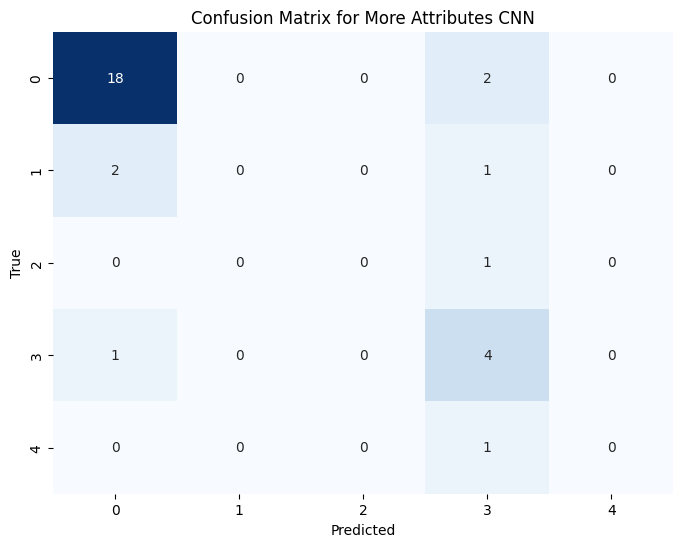 Confusion Matrix for More Attributes CNN
0 18 0 0 2 0
1 2 0 0 1 0
2 0 0 0 1 0
3 1 0 0 4 0
4 0 0 0 1 0
True
0 1 2 3 4
Predicted